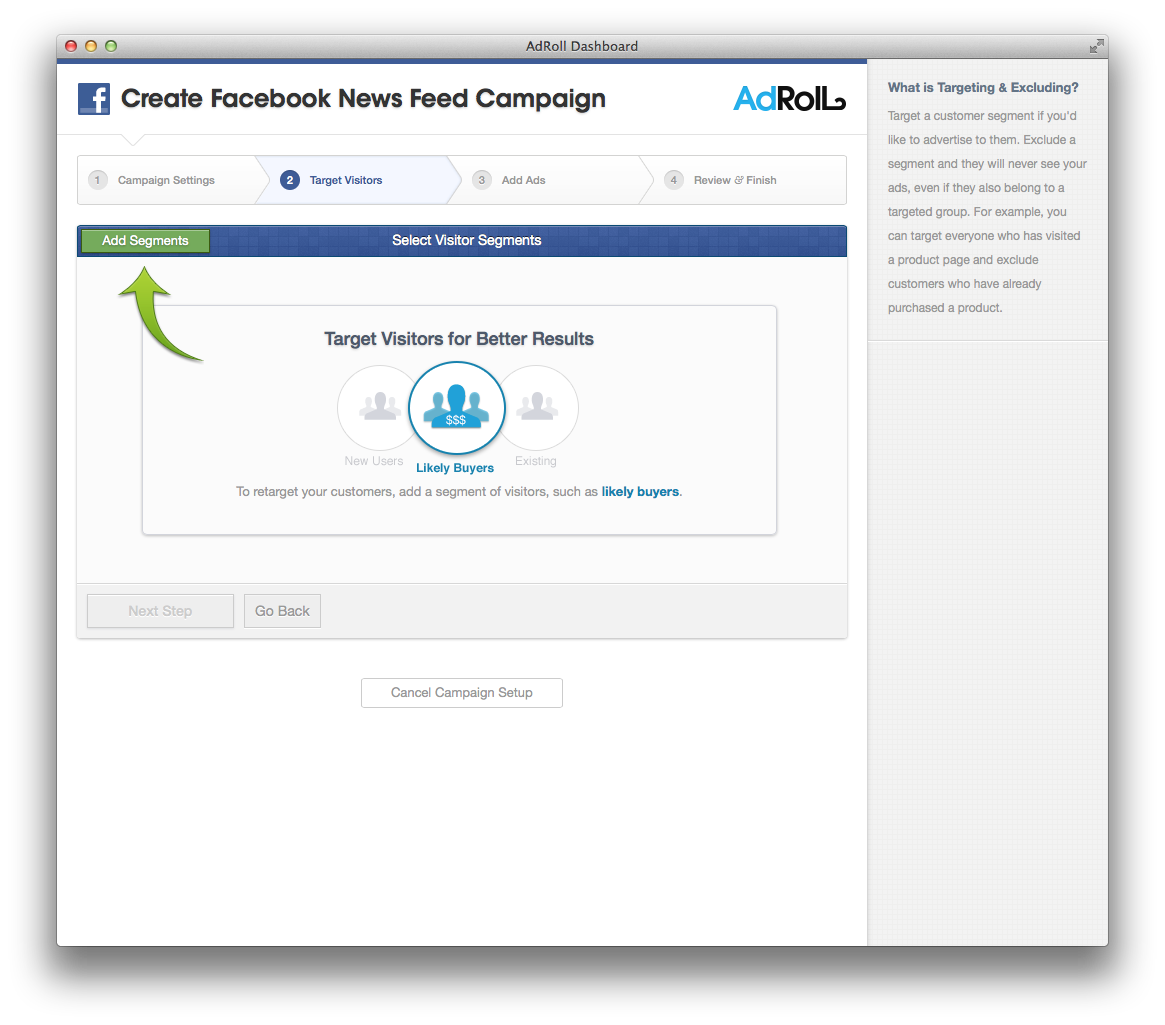 AdRoll Dashboard
f Create Facebook News Feed Campaign
AdRoll
1 Campaign Settings
2 Target Visitors
3 Add Ads
4 Review & Finish
Add Segments
Select Visitor Segments
Target Visitors for Better Results
$$$
New Users
Likely Buyers
Existing
To retarget your customers, add a segment of visitors, such as likely buyers.
Next Step
Go Back
Cancel Campaign Setup
What is Targeting & Excluding?
Target a customer segment if you'd
like to advertise to them. Exclude a
segment and they will never see your
ads, even if they also belong to a
targeted group. For example, you
can target everyone who has visited
a product page and exclude
customers who have already
purchased a product.